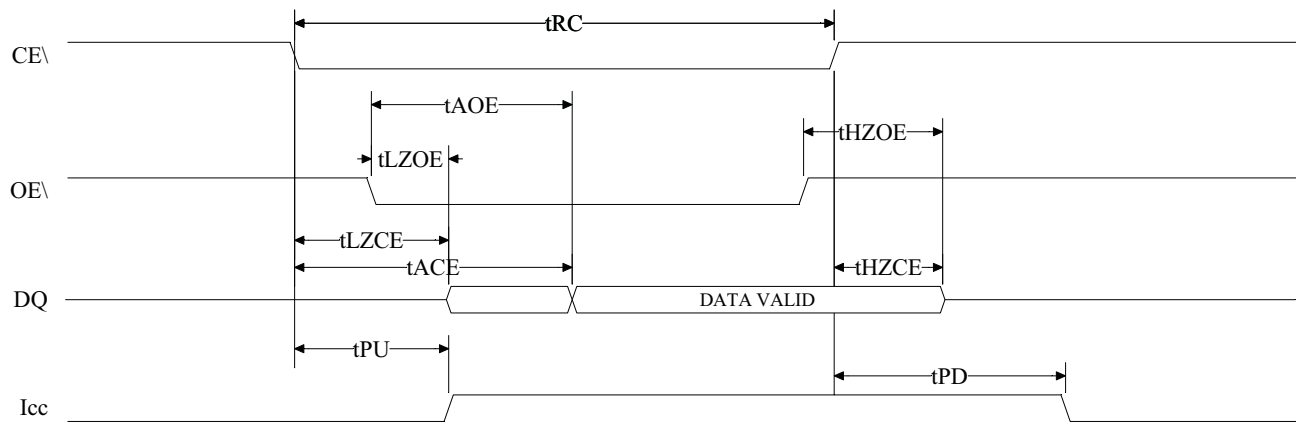 tRC
CE\
tAOE
tHZOE
tLZOE
OE\
tLZCE
tACE
tHZCE
DQ
DATA VALID
tPU
tPD
Icc